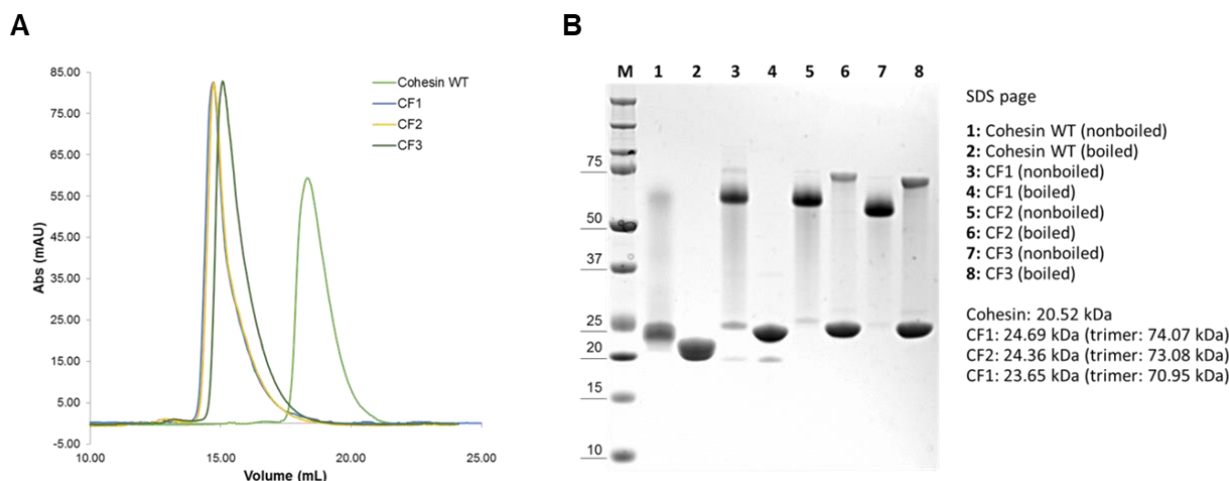 A
85.00
75.00
65.00
55.00
45.00
35.00
25.00
15.00
5.00
-5.00
Abs (mAU)
10.00 15.00 20.00 25.00
Volume (mL)
Cohesin WT
CF1
CF2
CF3
B
M 1 2 3 4 5 6 7 8
75
50
37
25
20
15
10
SDS page
1: Cohesin WT (nonboiled)
2: Cohesin WT (boiled)
3: CF1 (nonboiled)
4: CF1 (boiled)
5: CF2 (nonboiled)
6: CF2 (boiled)
7: CF3 (nonboiled)
8: CF3 (boiled)
Cohesin: 20.52 kDa
CF1: 24.69 kDa (trimer: 74.07 kDa)
CF2: 24.36 kDa (trimer: 73.08 kDa)
CF1: 23.65 kDa (trimer: 70.95 kDa)